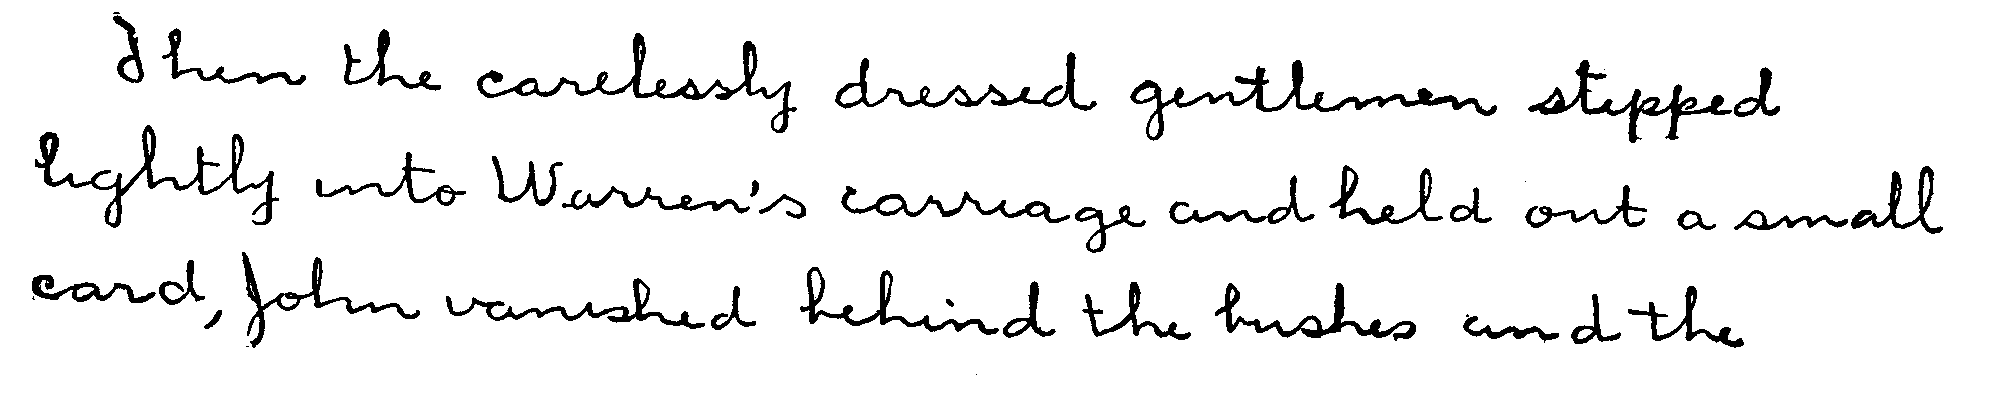 Then the carelessly dressed gentlemen stepped
lightly into Warren's carriage and held out a small
card, John vanished behind the bushes and the